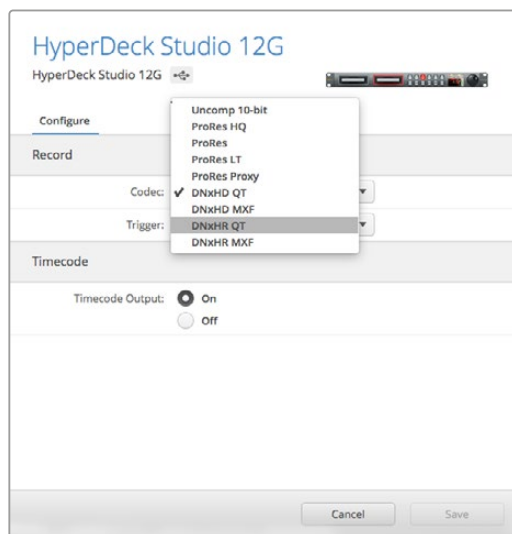 HyperDeck Studio 12G
HyperDeck Studio 12G
Configure
Record
Codec:
Uncomp 10-bit
ProRes HQ
ProRes
ProRes LT
ProRes Proxy
✓ DNxHD QT
DNxHD MXF
DNxHR QT
DNxHR MXF
Trigger:
Timecode
Timecode Output:
On
Off
Cancel
Save